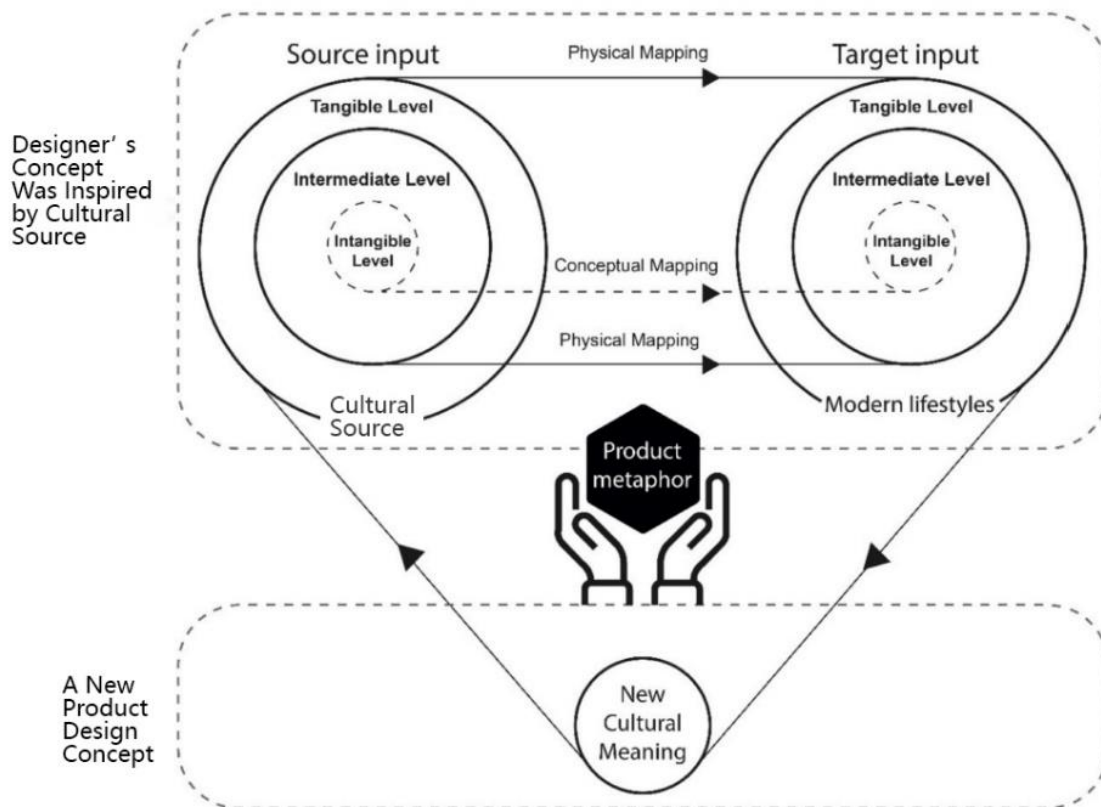 Source input
Physical Mapping
Target input
Tangible Level
Tangible Level
Designer’ s
Concept
Was Inspired
by Cultural
Source
Intermediate Level
Intermediate Level
Intangible
Level
Intangible
Level
Conceptual Mapping
Physical Mapping
Cultural
Source
Modern lifestyles
Product
metaphor
A New
Product
Design
Concept
New
Cultural
Meaning